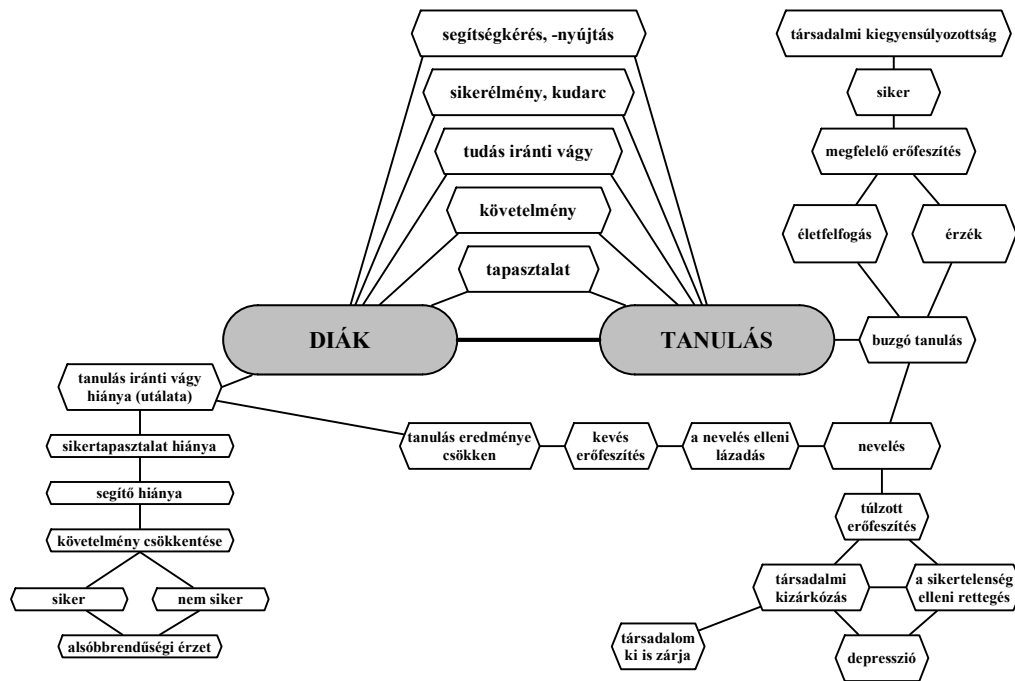 segítségkérés, -nyújtás
sikerélmény, kudarc
tudás iránti vágy
követelmény
tapasztalat
DIÁK
TANULÁS
társadalmi kiegyensúlyozottság
siker
megfelelő erőfeszítés
életfelfogás
érzék
buzgó tanulás
tanulás iránti vágy
hiánya (utálata)
sikertapasztalat hiánya
segítő hiánya
követelmény csökkentése
siker
nem siker
alsóbbrendűségi érzet
tanulás eredménye
csökken
kevés
erőfeszítés
a nevelés elleni
lázadás
nevelés
túlzott
erőfeszítés
társadalmi
kizárkózás
a sikertelenség
elleni rettegés
társadalom
ki is zárja
depresszió